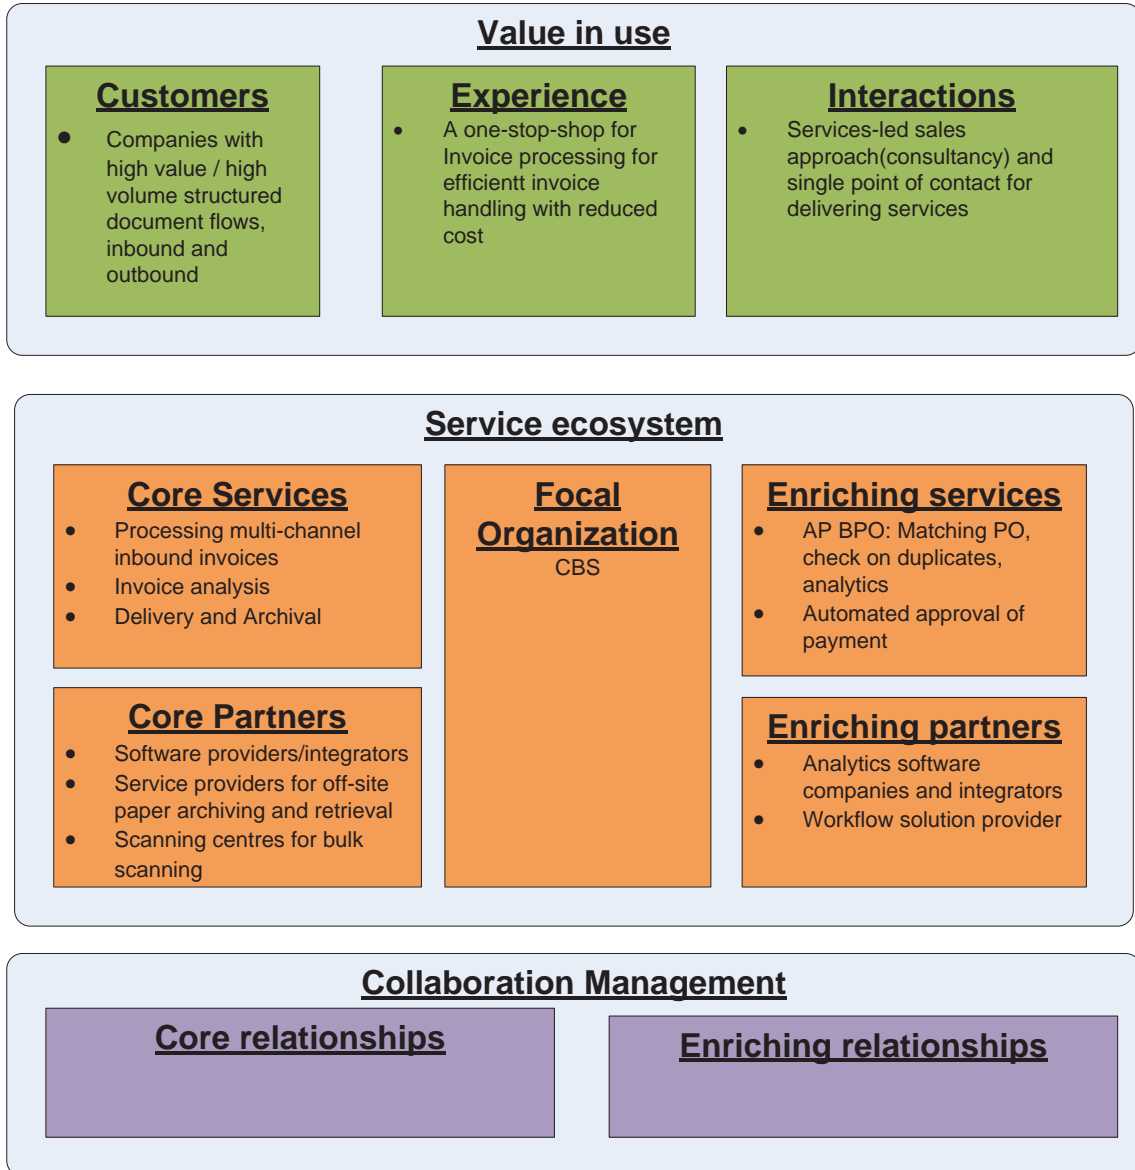 Value in use
Customers
• Companies with
high value / high
volume structured
document flows,
inbound and
outbound
Experience
• A one-stop-shop for
Invoice processing for
efficientt invoice
handling with reduced
cost
Interactions
• Services-led sales
approach(consultancy) and
single point of contact for
delivering services
Service ecosystem
Core Services
• Processing multi-channel
inbound invoices
• Invoice analysis
• Delivery and Archival
Focal
Organization
CBS
Enriching services
• AP BPO: Matching PO,
check on duplicates,
analytics
• Automated approval of
payment
Core Partners
• Software providers/integrators
• Service providers for off-site
paper archiving and retrieval
• Scanning centres for bulk
scanning
Enriching partners
• Analytics software
companies and integrators
• Workflow solution provider
Collaboration Management
Core relationships
Enriching relationships